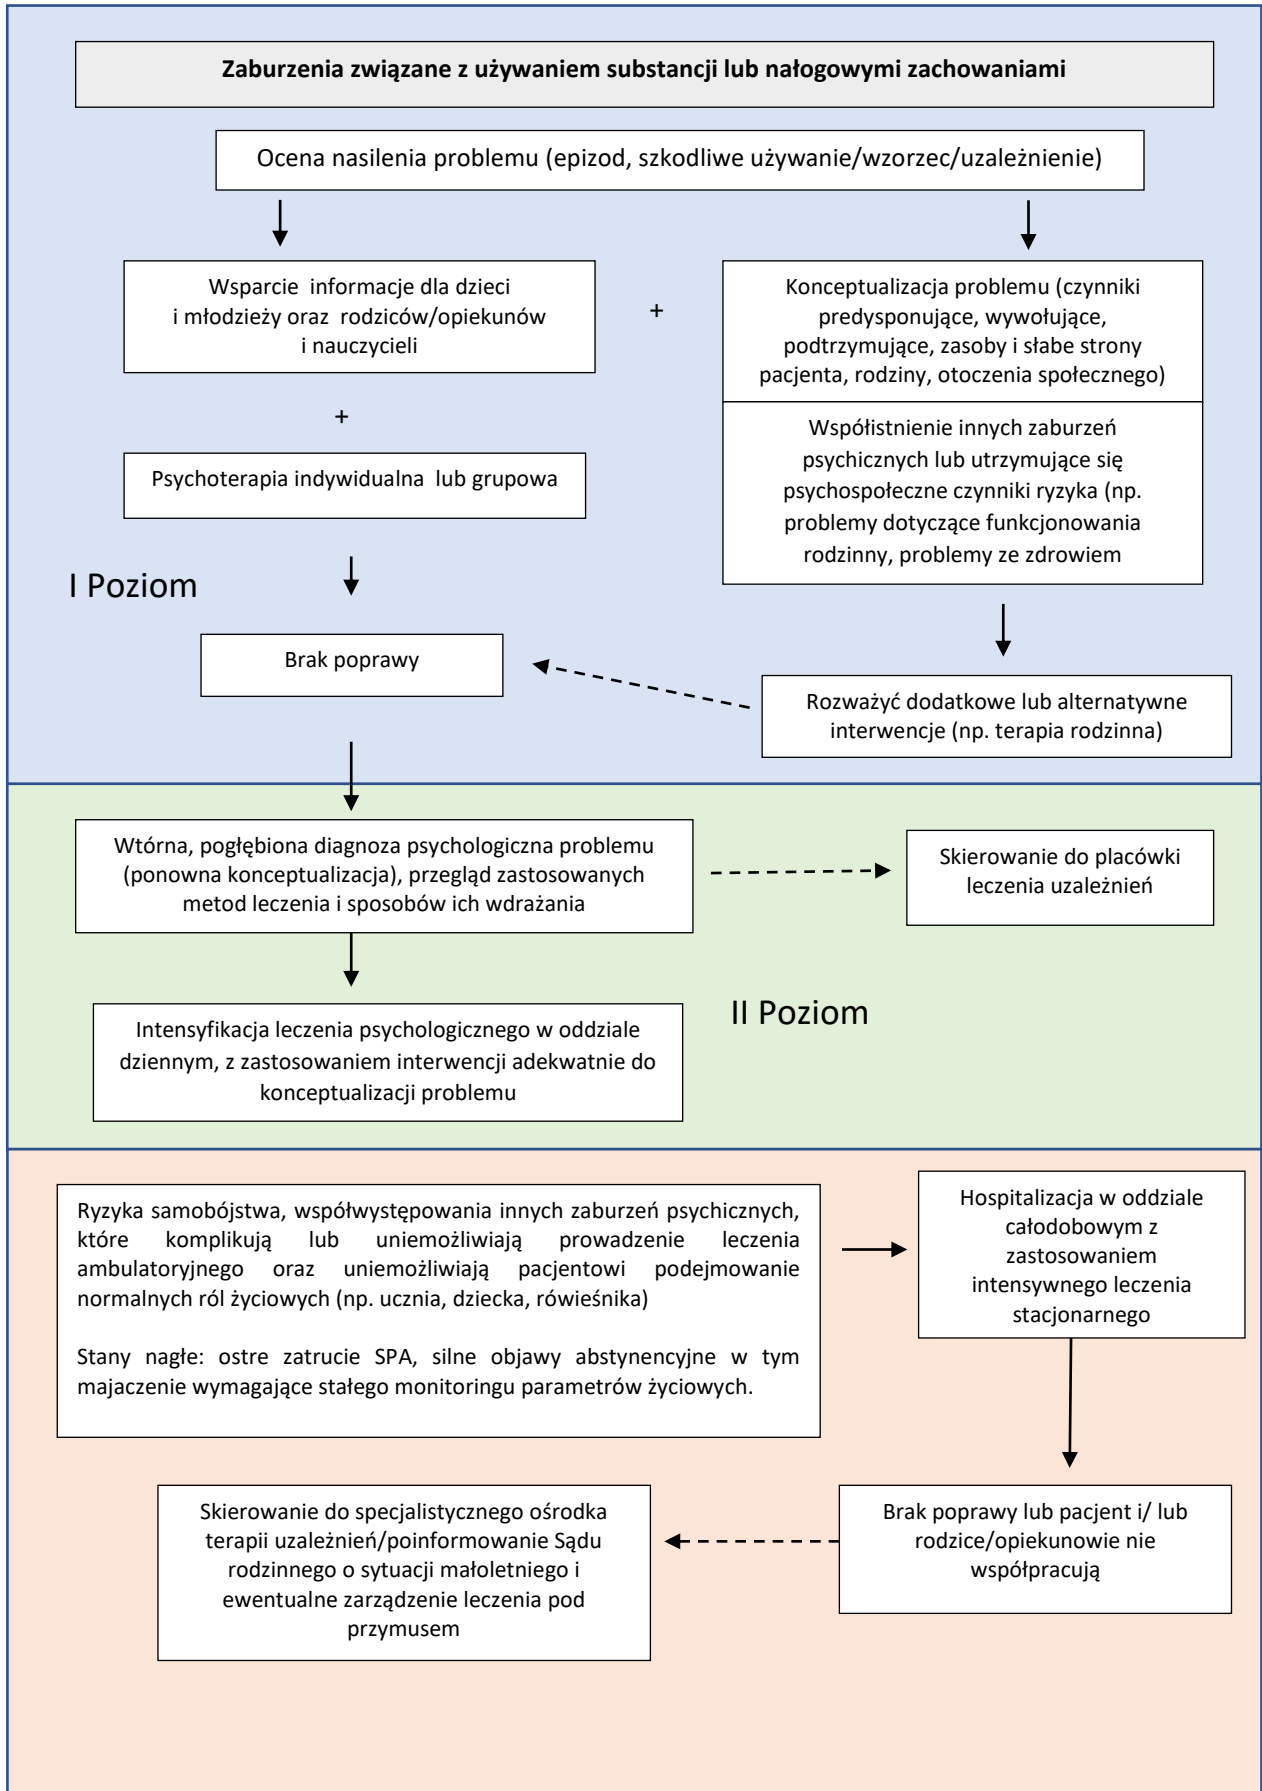 Zaburzenia związane z używaniem substancji lub nałogowymi zachowaniami
Ocena nasilenia problemu (epizod, szkodliwe używanie/wzorzec/uzależnienie)
Wsparcie informacje dla dzieci
i młodzieży oraz rodziców/opiekunów
i nauczycieli
+
Konceptualizacja problemu (czynniki
predysponujące, wywołujące,
podtrzymujące, zasoby i słabe strony
pacjenta, rodziny, otoczenia społecznego)
+
Psychoterapia indywidualna lub grupowa
Współistnienie innych zaburzeń
psychicznych lub utrzymujące się
psychospołeczne czynniki ryzyka (np.
problemy dotyczące funkcjonowania
rodzinny, problemy ze zdrowiem
I Poziom
Brak poprawy
Rozważyć dodatkowe lub alternatywne
interwencje (np. terapia rodzinna)
Wtórna, pogłębiona diagnoza psychologiczna problemu
(ponowna konceptualizacja), przegląd zastosowanych
metod leczenia i sposobów ich wdrażania
Skierowanie do placówki
leczenia uzależnień
II Poziom
Intensyfikacja leczenia psychologicznego w oddziale
dziennym, z zastosowaniem interwencji adekwatnie do
konceptualizacji problemu
Ryzyka samobójstwa, współwystępowania innych zaburzeń psychicznych,
które komplikują lub uniemożliwiają prowadzenie leczenia
ambulatoryjnego oraz uniemożliwiają pacjentowi podejmowanie
normalnych ról życiowych (np. ucznia, dziecka, rówieśnika)
Stany nagłe: ostre zatrucie SPA, silne objawy abstynencyjne w tym
majaczenie wymagające stałego monitoringu parametrów życiowych.
Hospitalizacja w oddziale
całodobowym z
zastosowaniem
intensywnego leczenia
stacjonarnego
Skierowanie do specjalistycznego ośrodka
terapii uzależnień/poinformowanie Sądu
rodzinnego o sytuacji małoletniego i
ewentualne zarządzenie leczenia pod
przymusem
Brak poprawy lub pacjent i/ lub
rodzice/opiekunowie nie
współpracują